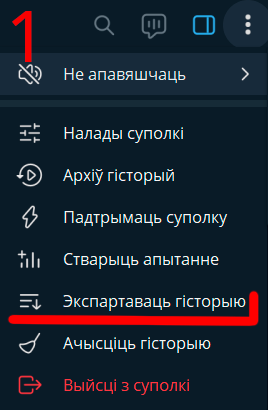 1
Не апавяшчаць
Налады суполкі
Архіў гісторый
Падтрымаць суполку
Стварыць апытанне
Экспартаваць гісторыю
Ачысціць гісторыю
Выйсці з суполкі